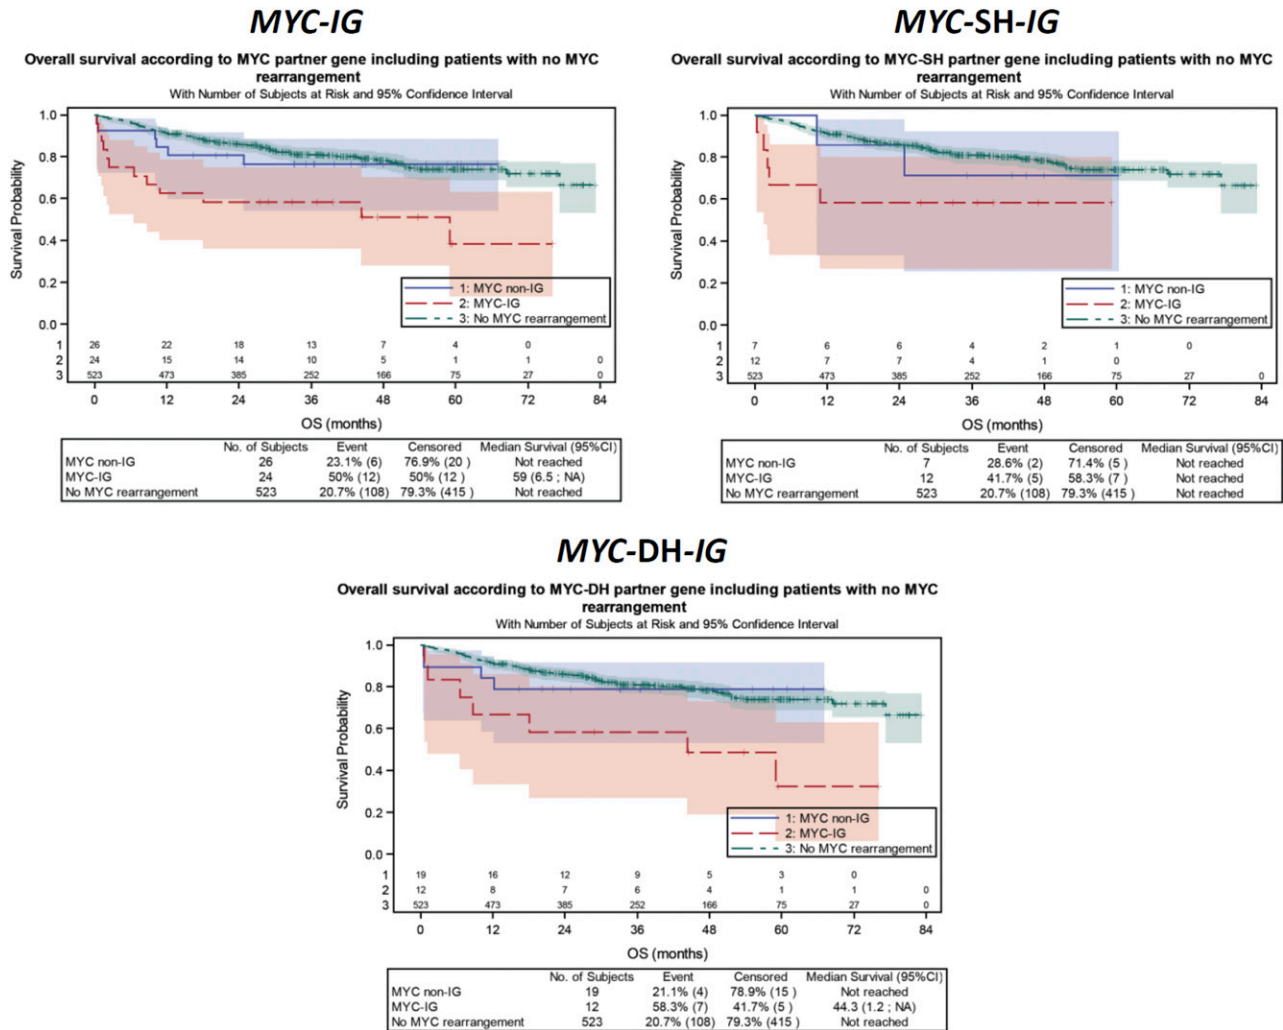 MYC-IG
Overall survival according to MYC partner gene including patients with no MYC
rearrangement
With Number of Subjects at Risk and 95% Confidence Interval
Survival Probability
1.0
0.8
0.6
0.4
0.2
0.0
1: MYC non-IG
2: MYC-IG
3: No MYC rearrangement
1 26 22 18 13 7 4 0
2 24 15 14 10 5 1 1 0
3 523 473 385 252 166 75 27 0
0 12 24 36 48 60 72 84
OS (months)
No. of Subjects Event Censored Median Survival (95%CI)
MYC non-IG 26 23.1% (6) 76.9% (20 ) Not reached
MYC-IG 24 50% (12) 50% (12 ) 59 (6.5 ; NA)
No MYC rearrangement 523 20.7% (108) 79.3% (415 ) Not reached
MYC-SH-IG
Overall survival according to MYC-SH partner gene including patients with no MYC
rearrangement
With Number of Subjects at Risk and 95% Confidence Interval
Survival Probability
1.0
0.8
0.6
0.4
0.2
0.0
1: MYC non-IG
2: MYC-IG
3: No MYC rearrangement
1 7 6 6 4 2 1 0
2 12 7 7 4 1 0
3 523 473 385 252 166 75 27 0
0 12 24 36 48 60 72 84
OS (months)
No. of Subjects Event Censored Median Survival (95%CI)
MYC non-IG 7 28.6% (2) 71.4% (5 ) Not reached
MYC-IG 12 41.7% (5) 58.3% (7 ) Not reached
No MYC rearrangement 523 20.7% (108) 79.3% (415 ) Not reached
MYC-DH-IG
Overall survival according to MYC-DH partner gene including patients with no MYC
rearrangement
With Number of Subjects at Risk and 95% Confidence Interval
Survival Probability
1.0
0.8
0.6
0.4
0.2
0.0
1: MYC non-IG
2: MYC-IG
3: No MYC rearrangement
1 19 16 12 9 5 3 0
2 12 8 7 6 4 1 1 0
3 523 473 385 252 166 75 27 0
0 12 24 36 48 60 72 84
OS (months)
No. of Subjects Event Censored Median Survival (95%CI)
MYC non-IG 19 21.1% (4) 78.9% (15 ) Not reached
MYC-IG 12 58.3% (7) 41.7% (5 ) 44.3 (1.2 ; NA)
No MYC rearrangement 523 20.7% (108) 79.3% (415 ) Not reached